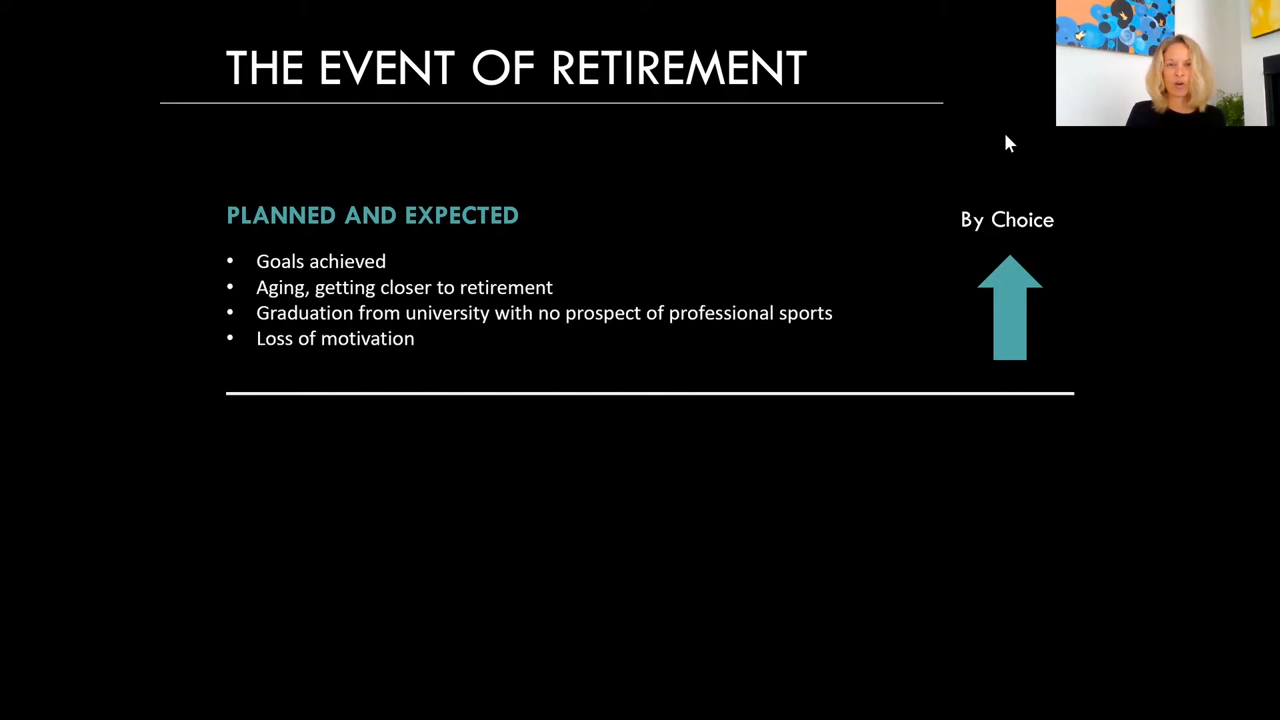 THE EVENT OF RETIREMENT
PLANNED AND EXPECTED
By Choice
• Goals achieved
• Aging, getting closer to retirement
• Graduation from university with no prospect of professional sports
• Loss of motivation